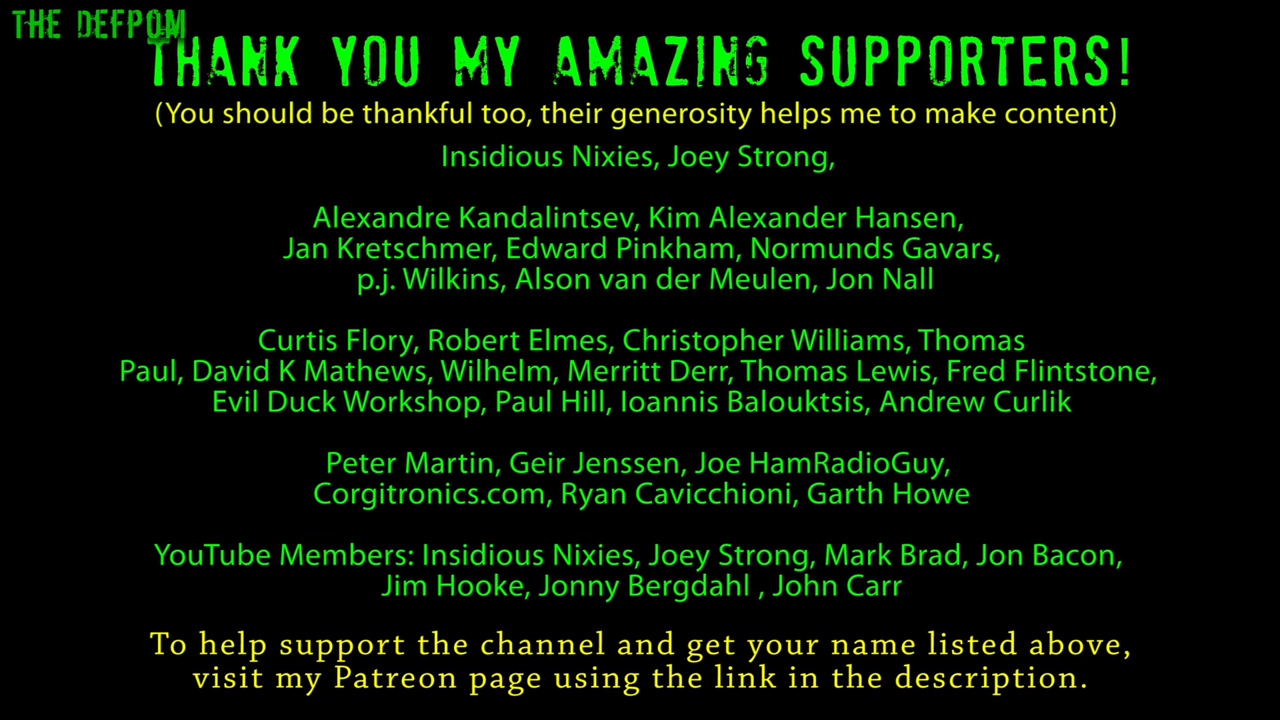 THE DEFPOM
THANK YOU MY AMAZING SUPPORTERS!
(You should be thankful too, their generosity helps me to make content)
Insidious Nixies, Joey Strong,
Alexandre Kandalintsev, Kim Alexander Hansen,
Jan Kretschmer, Edward Pinkham, Normunds Gavars,
p.j. Wilkins, Alson van der Meulen, Jon Nall
Curtis Flory, Robert Elmes, Christopher Williams, Thomas
Paul, David K Mathews, Wilhelm, Merritt Derr, Thomas Lewis, Fred Flintstone,
Evil Duck Workshop, Paul Hill, Ioannis Balouktsis, Andrew Curlik
Peter Martin, Geir Jenssen, Joe HamRadioGuy,
Corgitronics.com, Ryan Cavicchioni, Garth Howe
YouTube Members: Insidious Nixies, Joey Strong, Mark Brad, Jon Bacon,
Jim Hooke, Jonny Bergdahl , John Carr
To help support the channel and get your name listed above,
visit my Patreon page using the link in the description.